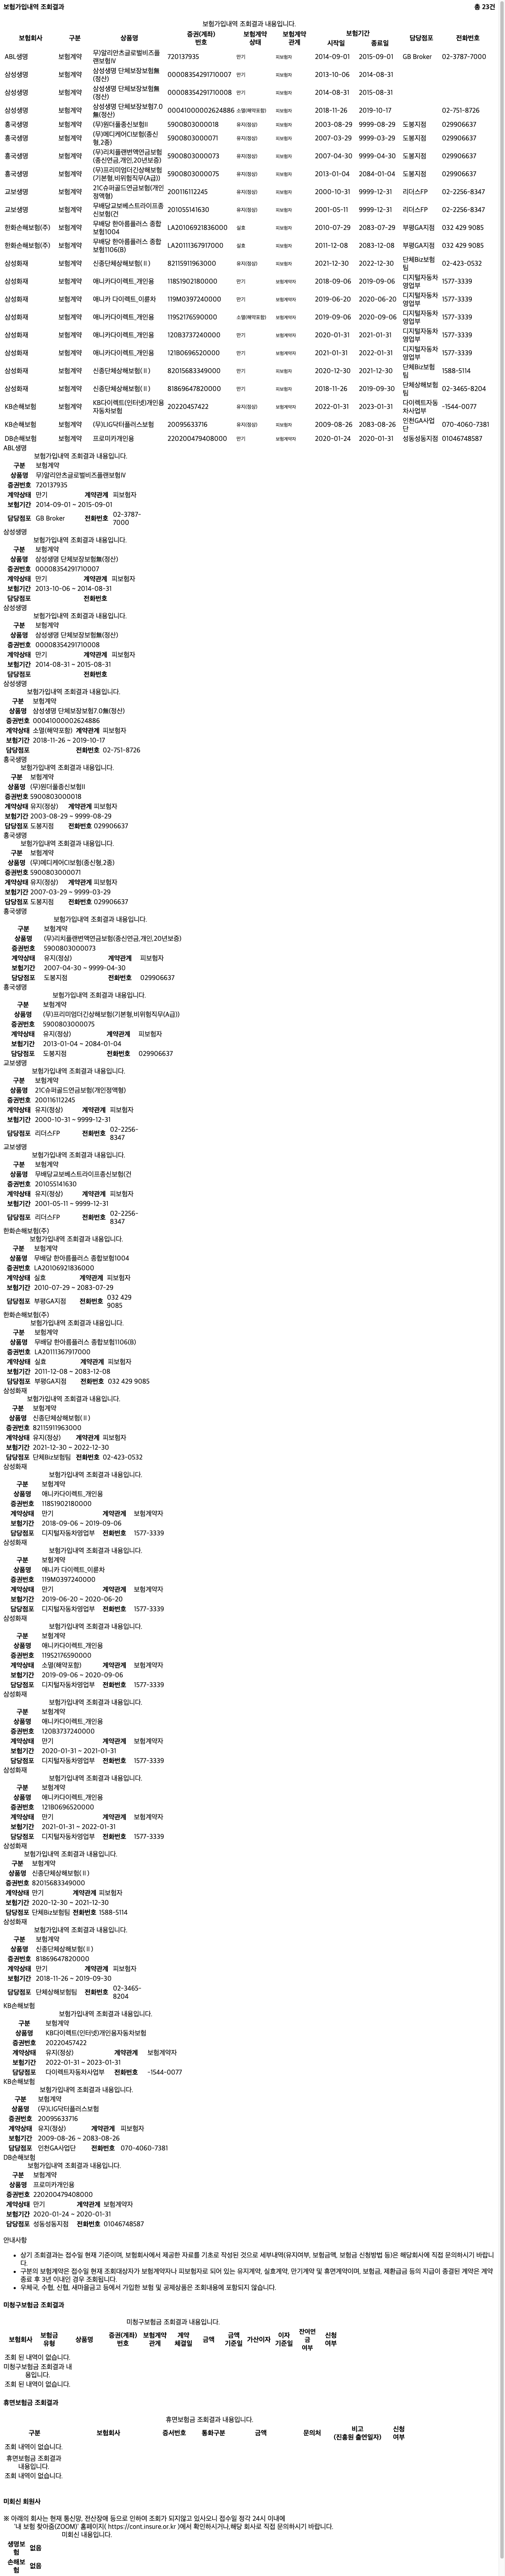 보험가입내역 조회결과 총 23건
보험가입내역 조회결과 내용입니다.
보험회사 구분 상품명 증권(계좌) 번호 보험계약 상태 보험계약 관계 보험기간 시작일 종료일 담당점포 전화번호
ABL생명 보험계약 무)알리안츠글로벌비즈플랜보험Ⅳ 720137935 만기 피보험자 2014-09-01 2015-09-01 GB Broker 02-3787-7000
삼성생명 보험계약 삼성생명 단체보장보험無(정산) 00008354291710007 만기 피보험자 2013-10-06 2014-08-31
삼성생명 보험계약 삼성생명 단체보장보험無(정산) 00008354291710008 만기 피보험자 2014-08-31 2015-08-31
삼성생명 보험계약 삼성생명 단체보장보험7.0無(정산) 00041000002624886 소멸(해약포함) 피보험자 2018-11-26 2019-10-17 02-751-8726
흥국생명 보험계약 (무)원더풀종신보험II 5900803000018 유지(정상) 피보험자 2003-08-29 9999-08-29 도봉지점 029906637
흥국생명 보험계약 (무)메디케어CI보험(종신형,2종) 5900803000071 유지(정상) 피보험자 2007-03-29 9999-03-29 도봉지점 029906637
흥국생명 보험계약 (무)리치플랜변액연금보험(종신연금,개인,20년보증) 5900803000073 유지(정상) 피보험자 2007-04-30 9999-04-30 도봉지점 029906637
흥국생명 보험계약 (무)프리미엄더긴상해보험(기본형,비위험직무(A급)) 5900803000075 유지(정상) 피보험자 2013-01-04 2084-01-04 도봉지점 029906637
교보생명 보험계약 21C슈퍼골드연금보험(개인정액형) 200116112245 유지(정상) 피보험자 2000-10-31 9999-12-31 리더스FP 02-2256-8347
교보생명 보험계약 무배당교보베스트라이프종신보험(건 201055141630 유지(정상) 피보험자 2001-05-11 9999-12-31 리더스FP 02-2256-8347
한화손해보험(주) 보험계약 무배당 한아름플러스 종합보험1004 LA20106921836000 실효 피보험자 2010-07-29 2083-07-29 부평GA지점 032 429 9085
한화손해보험(주) 보험계약 무배당 한아름플러스 종합보험1106(B) LA20111367917000 실효 피보험자 2011-12-08 2083-12-08 부평GA지점 032 429 9085
삼성화재 보험계약 신종단체상해보험(Ⅱ) 82115911963000 유지(정상) 피보험자 2021-12-30 2022-12-30 단체Biz보험팀 02-423-0532
삼성화재 보험계약 애니카다이렉트_개인용 118S1902180000 만기 보험계약자 2018-09-06 2019-09-06 디지털자동차영업부 1577-3339
삼성화재 보험계약 애니카 다이렉트_이륜차 119M0397240000 만기 보험계약자 2019-06-20 2020-06-20 디지털자동차영업부 1577-3339
삼성화재 보험계약 애니카다이렉트_개인용 119S2176590000 소멸(해약포함) 보험계약자 2019-09-06 2020-09-06 디지털자동차영업부 1577-3339
삼성화재 보험계약 애니카다이렉트_개인용 120B3737240000 만기 보험계약자 2020-01-31 2021-01-31 디지털자동차영업부 1577-3339
삼성화재 보험계약 애니카다이렉트_개인용 121B0696520000 만기 보험계약자 2021-01-31 2022-01-31 디지털자동차영업부 1577-3339
삼성화재 보험계약 신종단체상해보험(Ⅱ) 82015683349000 만기 피보험자 2020-12-30 2021-12-30 단체Biz보험팀 1588-5114
삼성화재 보험계약 신종단체상해보험(Ⅱ) 81869647820000 만기 피보험자 2018-11-26 2019-09-30 단체상해보험팀 02-3465-8204
KB손해보험 보험계약 KB다이렉트(인터넷)개인용자동차보험 20220457422 유지(정상) 보험계약자 2022-01-31 2023-01-31 다이렉트자동차사업부 -1544-0077
KB손해보험 보험계약 (무)LIG닥터플러스보험 20095633716 유지(정상) 피보험자 2009-08-26 2083-08-26 인천GA사업단 070-4060-7381
DB손해보험 보험계약 프로미카개인용 220200479408000 만기 보험계약자 2020-01-24 2020-01-31 성동성동지점 01046748587
ABL생명
보험가입내역 조회결과 내용입니다.
구분 보험계약
상품명 무)알리안츠글로벌비즈플랜보험Ⅳ
증권번호 720137935
계약상태 만기 계약관계 피보험자
보험기간 2014-09-01 ~ 2015-09-01
담당점포 GB Broker 전화번호 02-3787-7000
삼성생명
보험가입내역 조회결과 내용입니다.
구분 보험계약
상품명 삼성생명 단체보장보험無(정산)
증권번호 00008354291710007
계약상태 만기 계약관계 피보험자
보험기간 2013-10-06 ~ 2014-08-31
담당점포 전화번호
삼성생명
보험가입내역 조회결과 내용입니다.
구분 보험계약
상품명 삼성생명 단체보장보험無(정산)
증권번호 00008354291710008
계약상태 만기 계약관계 피보험자
보험기간 2014-08-31 ~ 2015-08-31
담당점포 전화번호
삼성생명
보험가입내역 조회결과 내용입니다.
구분 보험계약
상품명 삼성생명 단체보장보험7.0無(정산)
증권번호 00041000002624886
계약상태 소멸(해약포함) 계약관계 피보험자
보험기간 2018-11-26 ~ 2019-10-17
담당점포 전화번호 02-751-8726
흥국생명
보험가입내역 조회결과 내용입니다.
구분 보험계약
상품명 (무)원더풀종신보험II
증권번호 5900803000018
계약상태 유지(정상) 계약관계 피보험자
보험기간 2003-08-29 ~ 9999-08-29
담당점포 도봉지점 전화번호 029906637
흥국생명
보험가입내역 조회결과 내용입니다.
구분 보험계약
상품명 (무)메디케어CI보험(종신형,2종)
증권번호 5900803000071
계약상태 유지(정상) 계약관계 피보험자
보험기간 2007-03-29 ~ 9999-03-29
담당점포 도봉지점 전화번호 029906637
흥국생명
보험가입내역 조회결과 내용입니다.
구분 보험계약
상품명 (무)리치플랜변액연금보험(종신연금,개인,20년보증)
증권번호 5900803000073
계약상태 유지(정상) 계약관계 피보험자
보험기간 2007-04-30 ~ 9999-04-30
담당점포 도봉지점 전화번호 029906637
흥국생명
보험가입내역 조회결과 내용입니다.
구분 보험계약
상품명 (무)프리미엄더긴상해보험(기본형,비위험직무(A급))
증권번호 5900803000075
계약상태 유지(정상) 계약관계 피보험자
보험기간 2013-01-04 ~ 2084-01-04
담당점포 도봉지점 전화번호 029906637
교보생명
보험가입내역 조회결과 내용입니다.
구분 보험계약
상품명 21C슈퍼골드연금보험(개인정액형)
증권번호 200116112245
계약상태 유지(정상) 계약관계 피보험자
보험기간 2000-10-31 ~ 9999-12-31
담당점포 리더스FP 전화번호 02-2256-8347
교보생명
보험가입내역 조회결과 내용입니다.
구분 보험계약
상품명 무배당교보베스트라이프종신보험(건
증권번호 201055141630
계약상태 유지(정상) 계약관계 피보험자
보험기간 2001-05-11 ~ 9999-12-31
담당점포 리더스FP 전화번호 02-2256-8347
한화손해보험(주)
보험가입내역 조회결과 내용입니다.
구분 보험계약
상품명 무배당 한아름플러스 종합보험1004
증권번호 LA20106921836000
계약상태 실효 계약관계 피보험자
보험기간 2010-07-29 ~ 2083-07-29
담당점포 부평GA지점 전화번호 032 429 9085
한화손해보험(주)
보험가입내역 조회결과 내용입니다.
구분 보험계약
상품명 무배당 한아름플러스 종합보험1106(B)
증권번호 LA20111367917000
계약상태 실효 계약관계 피보험자
보험기간 2011-12-08 ~ 2083-12-08
담당점포 부평GA지점 전화번호 032 429 9085
삼성화재
보험가입내역 조회결과 내용입니다.
구분 보험계약
상품명 신종단체상해보험(Ⅱ)
증권번호 82115911963000
계약상태 유지(정상) 계약관계 피보험자
보험기간 2021-12-30 ~ 2022-12-30
담당점포 단체Biz보험팀 전화번호 02-423-0532
삼성화재
보험가입내역 조회결과 내용입니다.
구분 보험계약
상품명 애니카다이렉트_개인용
증권번호 118S1902180000
계약상태 만기 계약관계 보험계약자
보험기간 2018-09-06 ~ 2019-09-06
담당점포 디지털자동차영업부 전화번호 1577-3339
삼성화재
보험가입내역 조회결과 내용입니다.
구분 보험계약
상품명 애니카 다이렉트_이륜차
증권번호 119M0397240000
계약상태 만기 계약관계 보험계약자
보험기간 2019-06-20 ~ 2020-06-20
담당점포 디지털자동차영업부 전화번호 1577-3339
삼성화재
보험가입내역 조회결과 내용입니다.
구분 보험계약
상품명 애니카다이렉트_개인용
증권번호 119S2176590000
계약상태 소멸(해약포함) 계약관계 보험계약자
보험기간 2019-09-06 ~ 2020-09-06
담당점포 디지털자동차영업부 전화번호 1577-3339
삼성화재
보험가입내역 조회결과 내용입니다.
구분 보험계약
상품명 애니카다이렉트_개인용
증권번호 120B3737240000
계약상태 만기 계약관계 보험계약자
보험기간 2020-01-31 ~ 2021-01-31
담당점포 디지털자동차영업부 전화번호 1577-3339
삼성화재
보험가입내역 조회결과 내용입니다.
구분 보험계약
상품명 애니카다이렉트_개인용
증권번호 121B0696520000
계약상태 만기 계약관계 보험계약자
보험기간 2021-01-31 ~ 2022-01-31
담당점포 디지털자동차영업부 전화번호 1577-3339
삼성화재
보험가입내역 조회결과 내용입니다.
구분 보험계약
상품명 신종단체상해보험(Ⅱ)
증권번호 82015683349000
계약상태 만기 계약관계 피보험자
보험기간 2020-12-30 ~ 2021-12-30
담당점포 단체Biz보험팀 전화번호 1588-5114
삼성화재
보험가입내역 조회결과 내용입니다.
구분 보험계약
상품명 신종단체상해보험(Ⅱ)
증권번호 81869647820000
계약상태 만기 계약관계 피보험자
보험기간 2018-11-26 ~ 2019-09-30
담당점포 단체상해보험팀 전화번호 02-3465-8204
KB손해보험
보험가입내역 조회결과 내용입니다.
구분 보험계약
상품명 KB다이렉트(인터넷)개인용자동차보험
증권번호 20220457422
계약상태 유지(정상) 계약관계 보험계약자
보험기간 2022-01-31 ~ 2023-01-31
담당점포 다이렉트자동차사업부 전화번호 -1544-0077
KB손해보험
보험가입내역 조회결과 내용입니다.
구분 보험계약
상품명 (무)LIG닥터플러스보험
증권번호 20095633716
계약상태 유지(정상) 계약관계 피보험자
보험기간 2009-08-26 ~ 2083-08-26
담당점포 인천GA사업단 전화번호 070-4060-7381
DB손해보험
보험가입내역 조회결과 내용입니다.
구분 보험계약
상품명 프로미카개인용
증권번호 220200479408000
계약상태 만기 계약관계 보험계약자
보험기간 2020-01-24 ~ 2020-01-31
담당점포 성동성동지점 전화번호 01046748587
안내사항
• 상기 조회결과는 접수일 현재 기준이며, 보험회사에서 제공한 자료를 기초로 작성된 것으로 세부내역(유지여부, 보험금액, 보험금 신청방법 등)은 해당회사에 직접 문의하시기 바랍니다.
• 구분의 보험계약은 접수일 현재 조회대상자가 보험계약자나 피보험자로 되어 있는 유지계약, 실효계약, 만기계약 및 휴면계약이며, 보험금, 제환급금 등의 지급이 종결된 계약은 계약 종료 후 3년 이내인 경우 조회됩니다.
• 우체국, 수협, 신협, 새마을금고 등에서 가입한 보험 및 공제상품은 조회내용에 포함되지 않습니다.
미청구보험금 조회결과
미청구보험금 조회결과 내용입니다.
보험회사 보험금 유형 상품명 증권(계좌) 번호 보험계약 관계 계약 체결일 금액 금액 기준일 가산이자 이자 기준일 잔여연금 여부 신청 여부
조회 된 내역이 없습니다.
미청구보험금 조회결과 내용입니다.
조회 된 내역이 없습니다.
휴면보험금 조회결과
휴면보험금 조회결과 내용입니다.
구분 보험회사 증서번호 통화구분 금액 문의처 비고 (진흥원 출연일자) 신청 여부
조회 내역이 없습니다.
휴면보험금 조회결과 내용입니다.
조회 내역이 없습니다.
미회신 회원사
※ 아래의 회사는 현재 통신망, 전산장애 등으로 인하여 조회가 되지않고 있사오니 접수일 정각 24시 이내에
'내 보험 찾아줌(ZOOM)' 홈페이지( https://cont.insure.or.kr )에서 확인하시거나,해당 회사로 직접 문의하시기 바랍니다.
미회신 내용입니다.
생명보험 없음
손해보험 없음